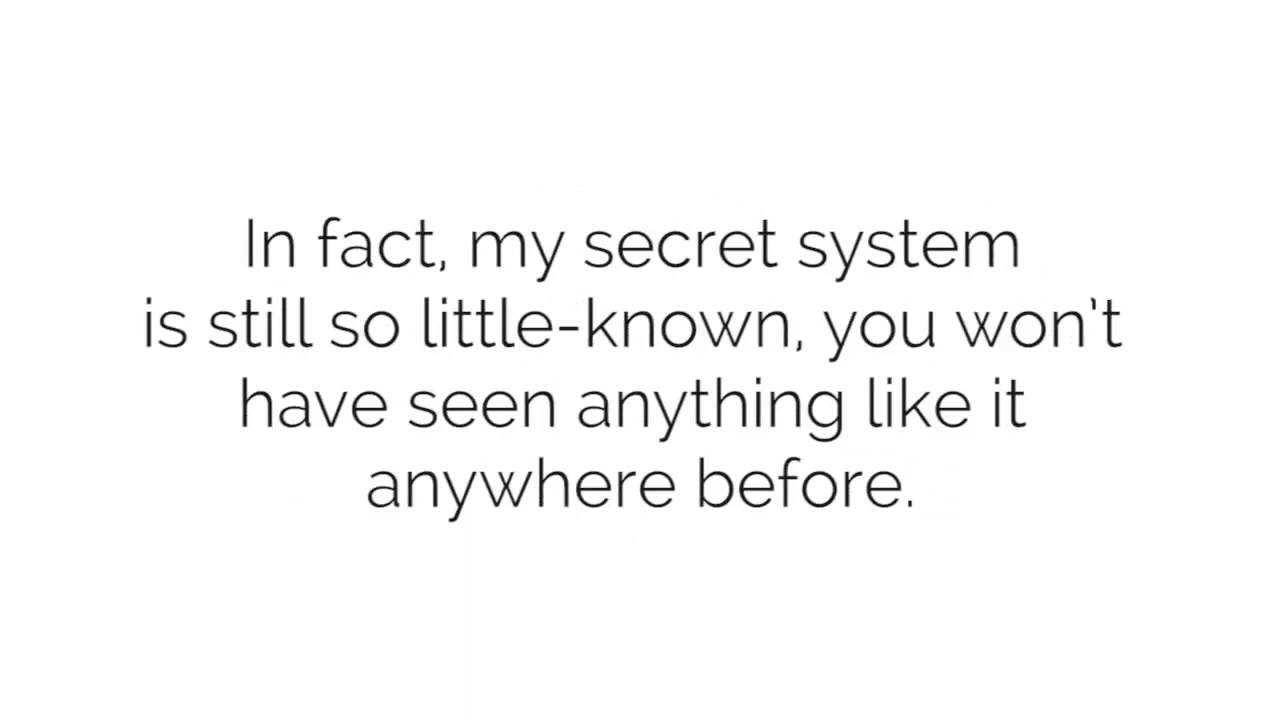 In fact, my secret system
is still so little-known, you won't
have seen anything like it
anywhere before.